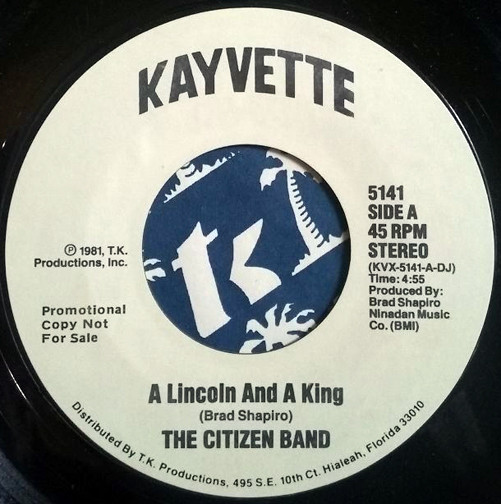 KAYVETTE
5141
SIDE A
45 RPM
STEREO
(KVX-5141-A-DJ)
Time: 4:55
Produced By:
Brad Shapiro
Ninadan Music
Co. (BMI)
℗ 1981, T.K.
Productions, Inc.
Promotional
Copy Not
For Sale
tk
A Lincoln And A King
(Brad Shapiro)
THE CITIZEN BAND
Distributed By T.K. Productions, 495 S.E. 10th Ct. Hialeah, Florida 33010